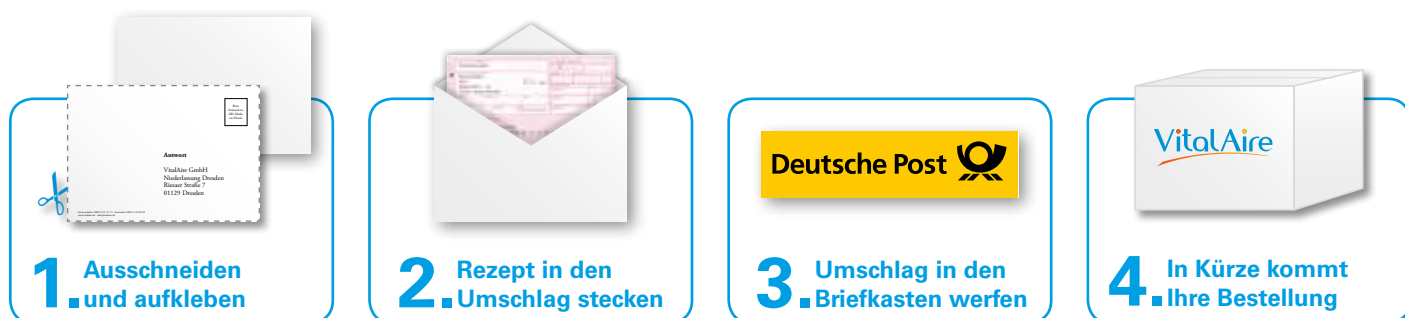 Antwort
VitalAire GmbH
Niederlassung Dresden
Riesaer Straße 7
01129 Dresden
1. Ausschneiden
und aufkleben
2. Rezept in den
Umschlag stecken
Deutsche Post
3. Umschlag in den
Briefkasten werfen
VitalAire
4. In Kürze kommt
Ihre Bestellung